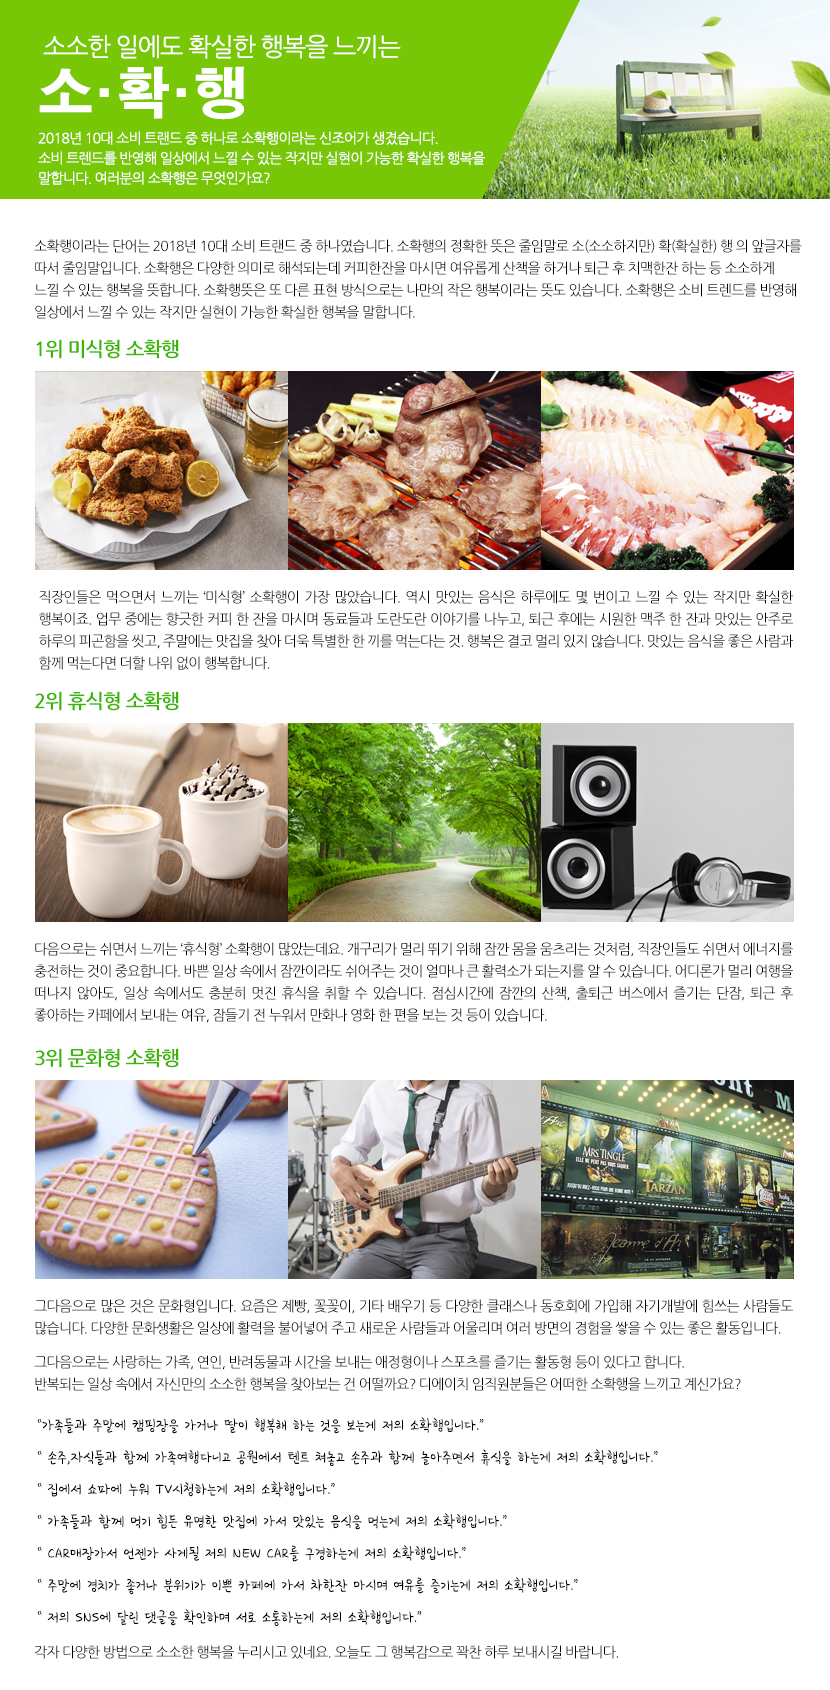 소소한 일에도 확실한 행복을 느끼는
소·확·행
2018년 10대 소비 트랜드 중 하나로 소확행이라는 신조어가 생겼습니다.
소비 트렌드를 반영해 일상에서 느낄 수 있는 작지만 실현이 가능한 확실한 행복을
말합니다. 여러분의 소확행은 무엇인가요?
소확행이라는 단어는 2018년 10대 소비 트랜드 중 하나였습니다. 소확행의 정확한 뜻은 줄임말로 소(소소하지만) 확(확실한) 행 의 앞글자를
따서 줄임말입니다. 소확행은 다양한 의미로 해석되는데 커피한잔을 마시면 여유롭게 산책을 하거나 퇴근 후 치맥한잔 하는 등 소소하게
느낄 수 있는 행복을 뜻합니다. 소확행뜻은 또 다른 표현 방식으로는 나만의 작은 행복이라는 뜻도 있습니다. 소확행은 소비 트렌드를 반영해
일상에서 느낄 수 있는 작지만 실현이 가능한 확실한 행복을 말합니다.
1위 미식형 소확행
직장인들은 먹으면서 느끼는 ‘미식형’ 소확행이 가장 많았습니다. 역시 맛있는 음식은 하루에도 몇 번이고 느낄 수 있는 작지만 확실한
행복이죠. 업무 중에는 향긋한 커피 한 잔을 마시며 동료들과 도란도란 이야기를 나누고, 퇴근 후에는 시원한 맥주 한 잔과 맛있는 안주로
하루의 피곤함을 씻고, 주말에는 맛집을 찾아 더욱 특별한 한 끼를 먹는다는 것. 행복은 결코 멀리 있지 않습니다. 맛있는 음식을 좋은 사람과
함께 먹는다면 더할 나위 없이 행복합니다.
2위 휴식형 소확행
다음으로는 쉬면서 느끼는 ‘휴식형’ 소확행이 많았는데요. 개구리가 멀리 뛰기 위해 잠깐 몸을 움츠리는 것처럼, 직장인들도 쉬면서 에너지를
충전하는 것이 중요합니다. 바쁜 일상 속에서 잠깐이라도 쉬어주는 것이 얼마나 큰 활력소가 되는지를 알 수 있습니다. 어디론가 멀리 여행을
떠나지 않아도, 일상 속에서도 충분히 멋진 휴식을 취할 수 있습니다. 점심시간에 잠깐의 산책, 출퇴근 버스에서 즐기는 단잠, 퇴근 후
좋아하는 카페에서 보내는 여유, 잠들기 전 누워서 만화나 영화 한 편을 보는 것 등이 있습니다.
3위 문화형 소확행
MRS. TINGLE
TARZAN
Jeanne d'Arc
그다음으로 많은 것은 문화형입니다. 요즘은 제빵, 꽃꽂이, 기타 배우기 등 다양한 클래스나 동호회에 가입해 자기개발에 힘쓰는 사람들도
많습니다. 다양한 문화생활은 일상에 활력을 불어넣어 주고 새로운 사람들과 어울리며 여러 방면의 경험을 쌓을 수 있는 좋은 활동입니다.
그다음으로는 사랑하는 가족, 연인, 반려동물과 시간을 보내는 애정형이나 스포츠를 즐기는 활동형 등이 있다고 합니다.
반복되는 일상 속에서 자신만의 소소한 행복을 찾아보는 건 어떨까요? 디에이치 임직원분들은 어떠한 소확행을 느끼고 계신가요?
“가족들과 주말에 캠핑장을 가거나 딸이 행복해 하는 것을 보는게 저의 소확행입니다.”
“ 손주,자식들과 함께 가족여행다니고 공원에서 텐트 쳐놓고 손주과 함께 놀아주면서 휴식을 하는게 저의 소확행입니다.”
“ 집에서 쇼파에 누워 TV시청하는게 저의 소확행입니다.”
“ 가족들과 함께 먹기 힘든 유명한 맛집에 가서 맛있는 음식을 먹는게 저의 소확행입니다.”
“ CAR매장가서 언젠가 사게될 저의 NEW CAR를 구경하는게 저의 소확행입니다.”
“ 주말에 경치가 좋거나 분위기가 이쁜 카페에 가서 차한잔 마시며 여유를 즐기는게 저의 소확행입니다.”
“ 저의 SNS에 달린 댓글을 확인하며 서로 소통하는게 저의 소확행입니다.”
각자 다양한 방법으로 소소한 행복을 누리시고 있네요. 오늘도 그 행복감으로 꽉찬 하루 보내시길 바랍니다.